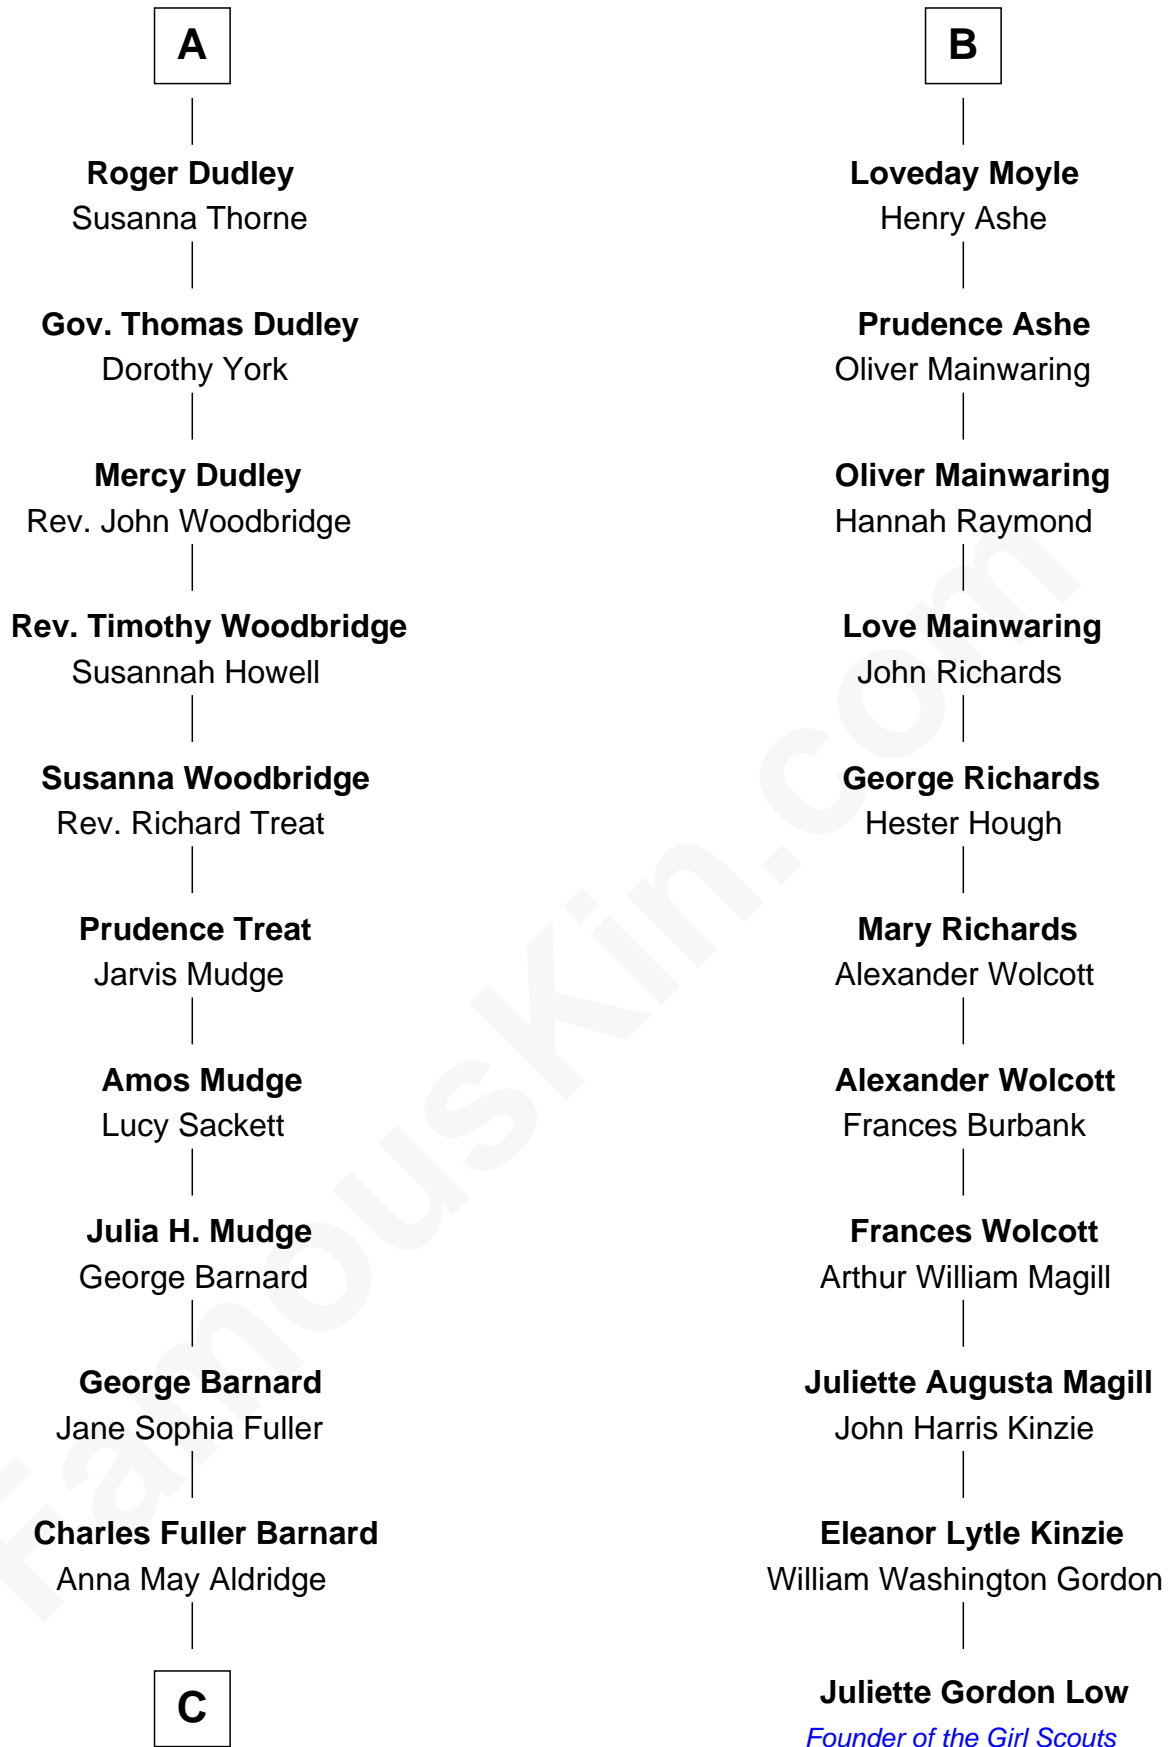 A
Roger Dudley
Susanna Thorne
Gov. Thomas Dudley
Dorothy York
Mercy Dudley
Rev. John Woodbridge
Rev. Timothy Woodbridge
Susannah Howell
Susanna Woodbridge
Rev. Richard Treat
Prudence Treat
Jarvis Mudge
Amos Mudge
Lucy Sackett
Julia H. Mudge
George Barnard
George Barnard
Jane Sophia Fuller
Charles Fuller Barnard
Anna May Aldridge
C
B
Loveday Moyle
Henry Ashe
Prudence Ashe
Oliver Mainwaring
Oliver Mainwaring
Hannah Raymond
Love Mainwaring
John Richards
George Richards
Hester Hough
Mary Richards
Alexander Wolcott
Alexander Wolcott
Frances Burbank
Frances Wolcott
Arthur William Magill
Juliette Augusta Magill
John Harris Kinzie
Eleanor Lytle Kinzie
William Washington Gordon
Juliette Gordon Low
Founder of the Girl Scouts
FamousKin.com